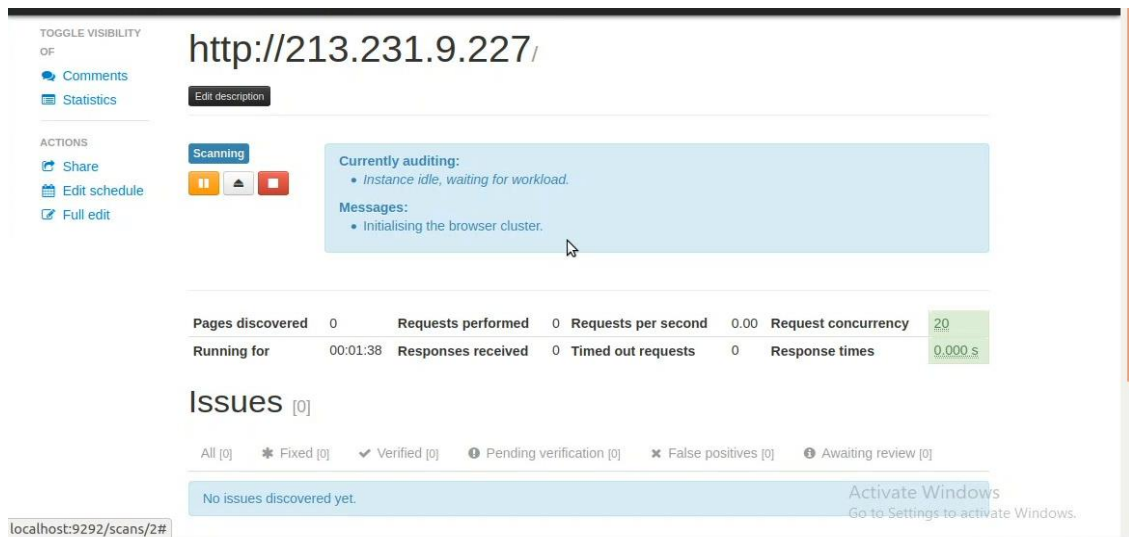 TOGGLE VISIBILITY
OF
Comments
Statistics
ACTIONS
Share
Edit schedule
Full edit
http://213.231.9.227/
Edit description
Scanning
Currently auditing:
Instance idle, waiting for workload.
Messages:
Initialising the browser cluster.
Pages discovered 0 Requests performed 0 Requests per second 0.00 Request concurrency 20
Running for 00:01:38 Responses received 0 Timed out requests 0 Response times 0.000 s
Issues [0]
All [0] Fixed [0] Verified [0] Pending verification [0] False positives [0] Awaiting review [0]
No issues discovered yet.
Activate Windows
Go to Settings to activate Windows.
localhost:9292/scans/2#